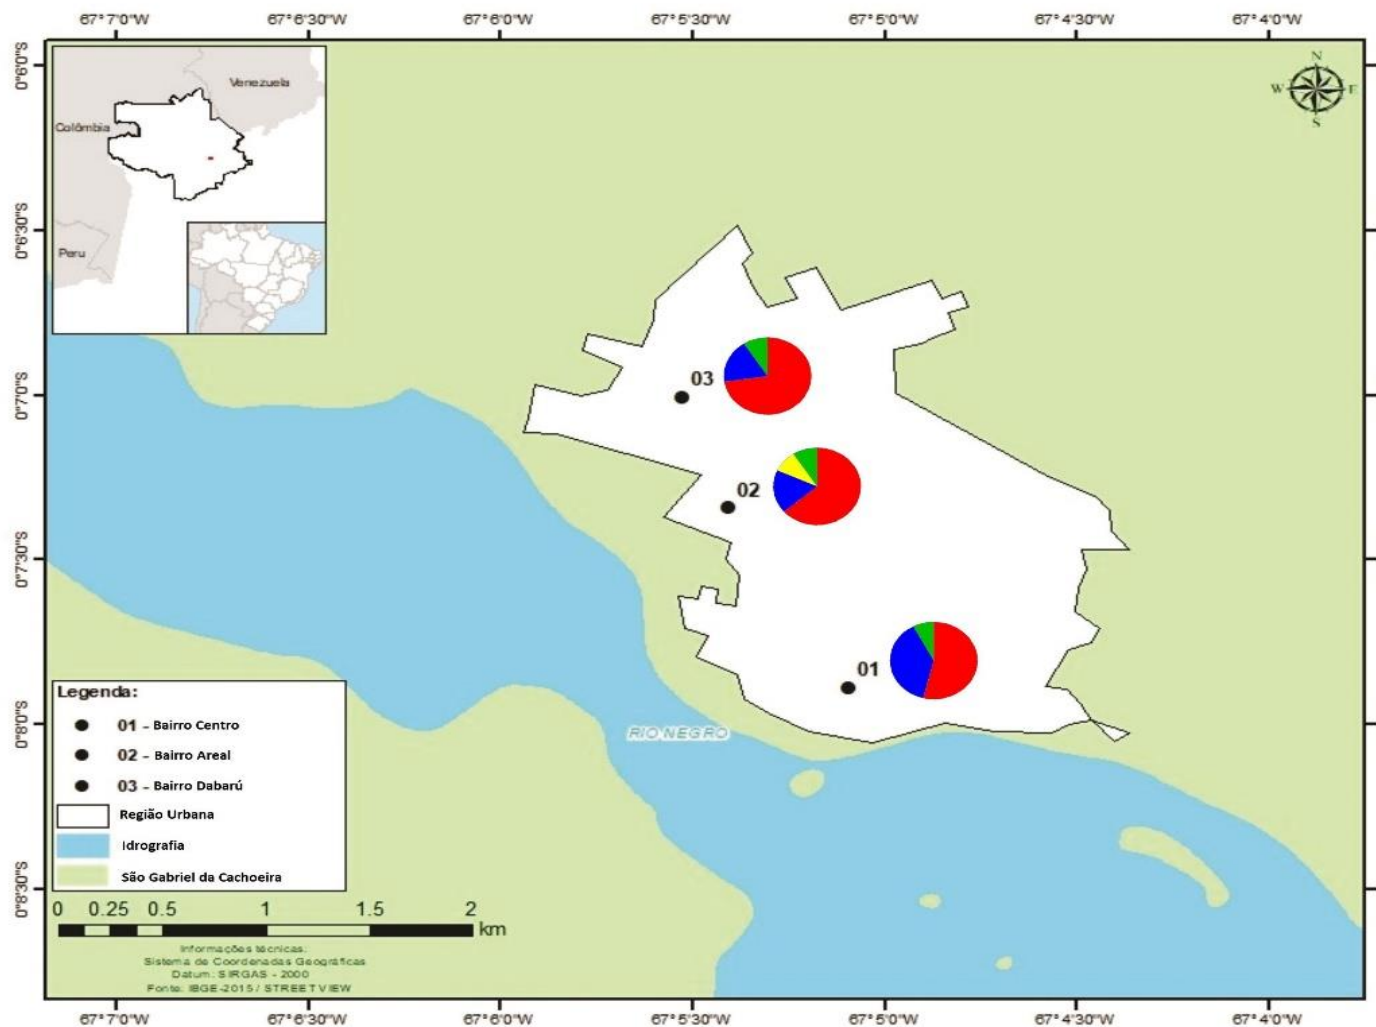 67°7'0"W 67°6'30"W 67°6'0"W 67°5'30"W 67°5'0"W 67°4'30"W 67°4'0"W
0°6'0"S
0°6'30"S
0°7'0"S
0°7'30"S
0°8'0"S
0°8'30"S
N
W E
S
Venezuela
Colômbia
Peru
03
02
01
RIO NEGRO
Legenda:
01 - Bairro Centro
02 - Bairro Areal
03 - Bairro Dabarú
Região Urbana
Idrografia
São Gabriel da Cachoeira
0 0.25 0.5 1 1.5 2
km
Informações técnicas:
Sistema de Coordenadas Geográficas
Datum: SIRGAS - 2000
Fonte: IBGE-2015 / STREETVIEW
67°7'0"W 67°6'30"W 67°6'0"W 67°5'30"W 67°5'0"W 67°4'30"W 67°4'0"W